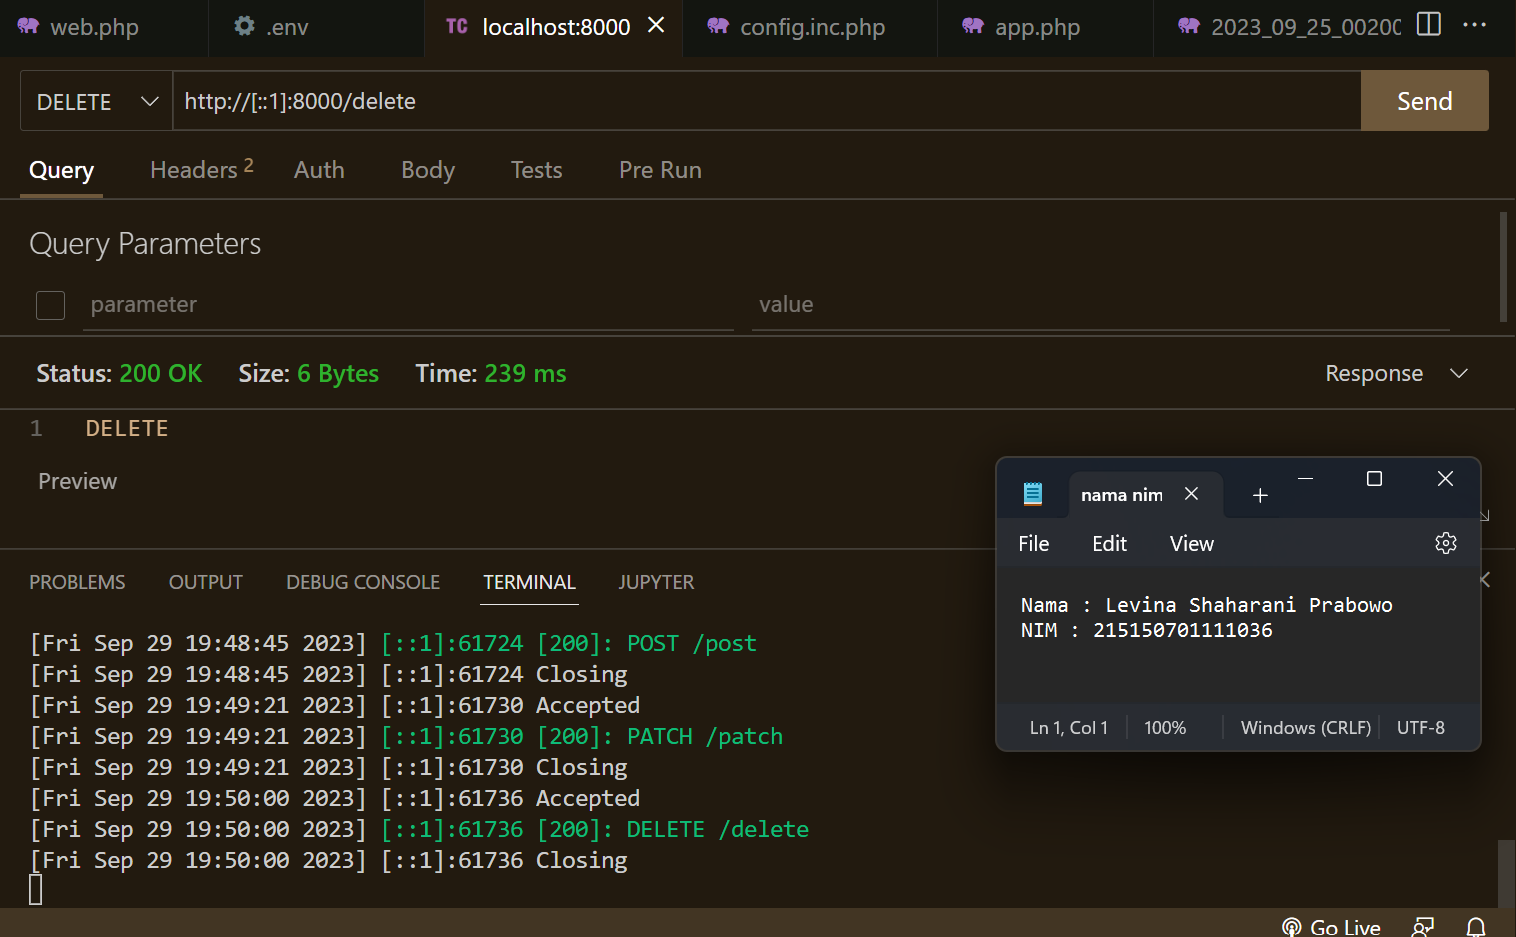 web.php .env TC localhost:8000 config.inc.php app.php 2023_09_25_00200
DELETE http://[::1]:8000/delete Send
Query Headers 2 Auth Body Tests Pre Run
Query Parameters
parameter value
Status: 200 OK Size: 6 Bytes Time: 239 ms Response
1 DELETE
Preview
nama nim
File Edit View
Nama : Levina Shaharani Prabowo
NIM : 215150701111036
Ln 1, Col 1 100% Windows (CRLF) UTF-8
PROBLEMS OUTPUT DEBUG CONSOLE TERMINAL JUPYTER
[Fri Sep 29 19:48:45 2023] [::1]:61724 [200]: POST /post
[Fri Sep 29 19:48:45 2023] [::1]:61724 Closing
[Fri Sep 29 19:49:21 2023] [::1]:61730 Accepted
[Fri Sep 29 19:49:21 2023] [::1]:61730 [200]: PATCH /patch
[Fri Sep 29 19:49:21 2023] [::1]:61730 Closing
[Fri Sep 29 19:50:00 2023] [::1]:61736 Accepted
[Fri Sep 29 19:50:00 2023] [::1]:61736 [200]: DELETE /delete
[Fri Sep 29 19:50:00 2023] [::1]:61736 Closing
Go Live